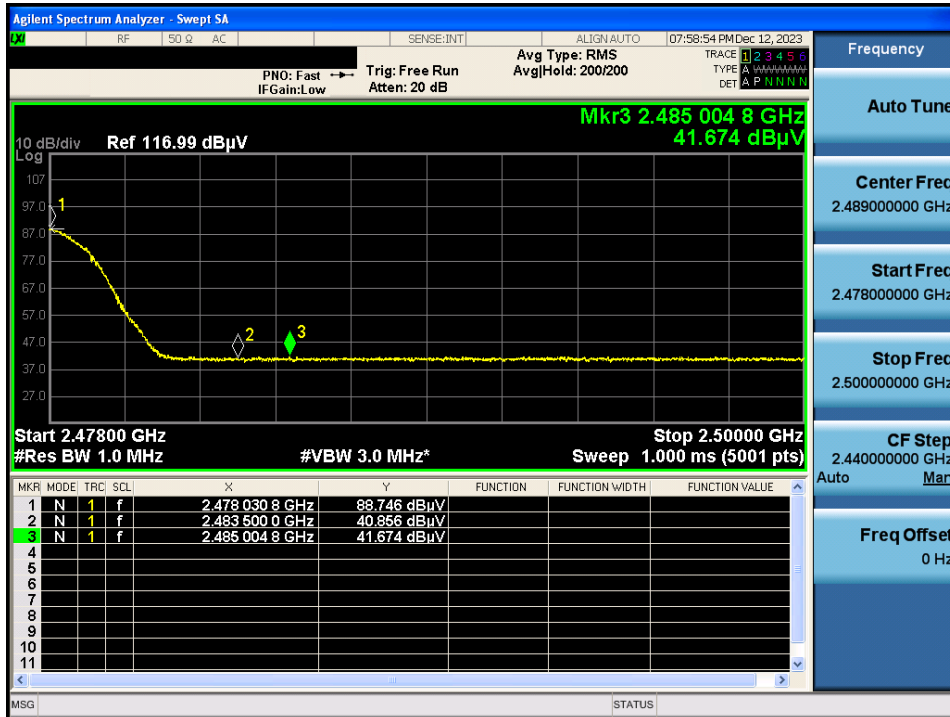 Agilent Spectrum Analyzer - Swept SA
LXI RF 50 Ω AC SENSE:INT ALIGN AUTO 07:58:54 PM Dec 12, 2023
PNO: Fast Trig: Free Run Avg Type: RMS TRACE 1 2 3 4 5 6
IFGain:Low Atten: 20 dB Avg|Hold: 200/200 TYPE A WWWWW
DET A P N N N N
Mkr3 2.485 004 8 GHz
10 dB/div Ref 116.99 dBµV 41.674 dBµV
Log
107
97.0
87.0
77.0
67.0
57.0
47.0
37.0
27.0
1
2
3
Start 2.47800 GHz Stop 2.50000 GHz
#Res BW 1.0 MHz #VBW 3.0 MHz* Sweep 1.000 ms (5001 pts)
MKR MODE TRC SCL X Y FUNCTION FUNCTION WIDTH FUNCTION VALUE
1 N 1 f 2.478 030 8 GHz 88.746 dBµV
2 N 1 f 2.483 500 0 GHz 40.856 dBµV
3 N 1 f 2.485 004 8 GHz 41.674 dBµV
4
5
6
7
8
9
10
11
MSG STATUS
Frequency
Auto Tune
Center Freq
2.489000000 GHz
Start Freq
2.478000000 GHz
Stop Freq
2.500000000 GHz
CF Step
2.440000000 GHz
Auto Man
Freq Offset
0 Hz